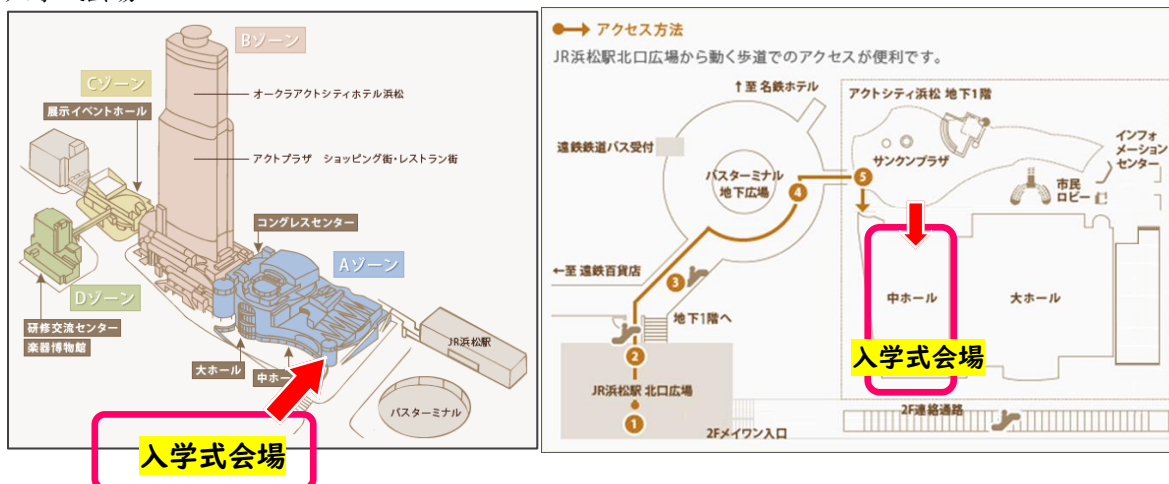 Bゾーン
Cゾーン
展示イベントホール
オークラアクトシティホテル浜松
アクトプラザ ショッピング街・レストラン街
コングレスセンター
Aゾーン
Dゾーン
研修交流センター
楽器博物館
大ホール
中ホー
JR浜松駅
バスターミナル
入学式会場
アクセス方法
JR浜松駅北口広場から動く歩道でのアクセスが便利です。
↑至 名鉄ホテル
アクトシティ浜松 地下1階
遠鉄鉄道バス受付
バスターミナル
地下広場
サンクンプラザ
インフォ
メーション
センター
市民
ロビー
5
4
←至 遠鉄百貨店
3
地下1階へ
中ホール
大ホール
入学式会場
2
JR浜松駅 北口広場
1
2F連絡通路
2Fメイワン入口